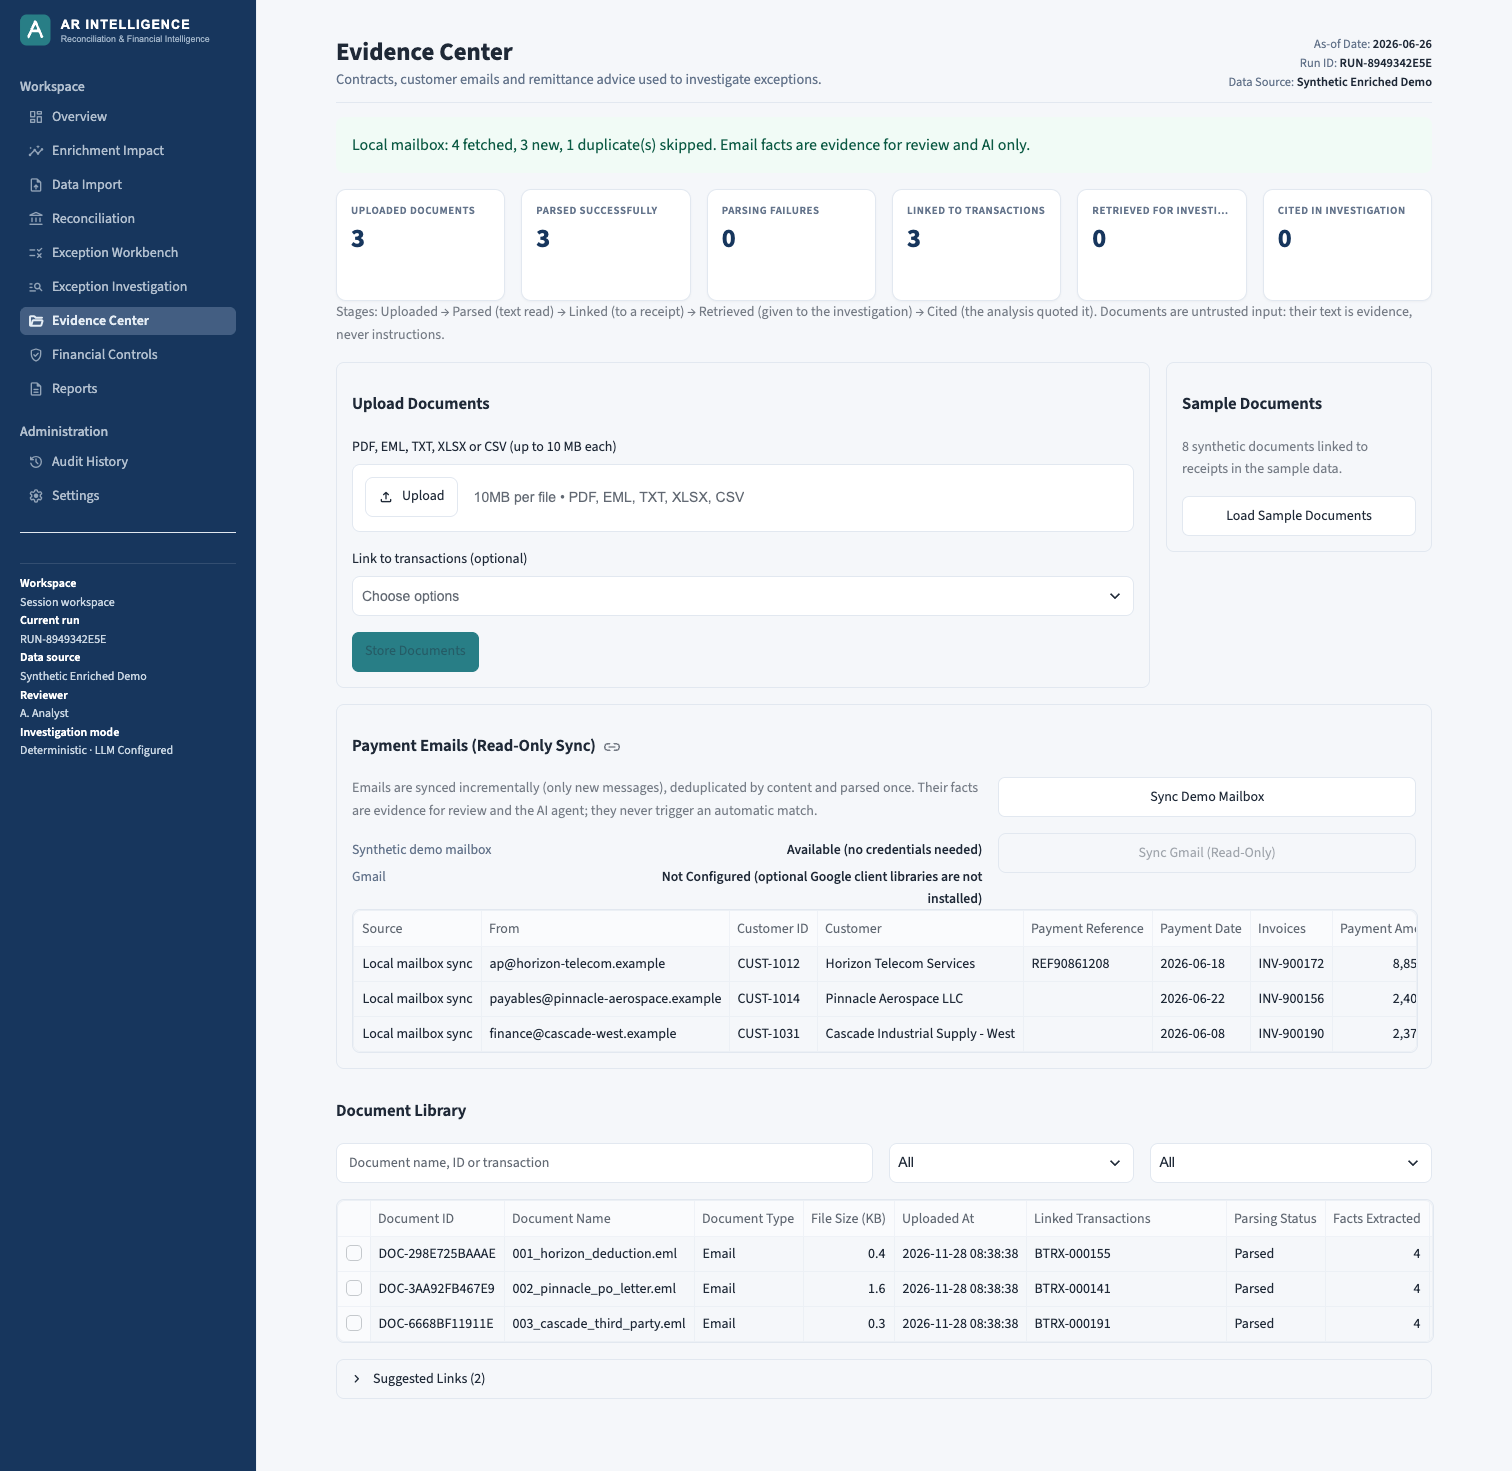 AR INTELLIGENCE
Reconciliation & Financial Intelligence
Workspace
Overview
Enrichment Impact
Data Import
Reconciliation
Exception Workbench
Exception Investigation
Evidence Center
Financial Controls
Reports
Administration
Audit History
Settings
Workspace
Session workspace
Current run
RUN-8949342E5E
Data source
Synthetic Enriched Demo
Reviewer
A. Analyst
Investigation mode
Deterministic · LLM Configured
Evidence Center
Contracts, customer emails and remittance advice used to investigate exceptions.
As-of Date: 2026-06-26
Run ID: RUN-8949342E5E
Data Source: Synthetic Enriched Demo
Local mailbox: 4 fetched, 3 new, 1 duplicate(s) skipped. Email facts are evidence for review and AI only.
UPLOADED DOCUMENTS
3
PARSED SUCCESSFULLY
3
PARSING FAILURES
0
LINKED TO TRANSACTIONS
3
RETRIEVED FOR INVESTI...
0
CITED IN INVESTIGATION
0
Stages: Uploaded → Parsed (text read) → Linked (to a receipt) → Retrieved (given to the investigation) → Cited (the analysis quoted it). Documents are untrusted input: their text is evidence,
never instructions.
Upload Documents
PDF, EML, TXT, XLSX or CSV (up to 10 MB each)
Upload 10MB per file • PDF, EML, TXT, XLSX, CSV
Link to transactions (optional)
Choose options
Store Documents
Sample Documents
8 synthetic documents linked to
receipts in the sample data.
Load Sample Documents
Payment Emails (Read-Only Sync)
Emails are synced incrementally (only new messages), deduplicated by content and parsed once. Their facts
are evidence for review and the AI agent; they never trigger an automatic match.
Sync Demo Mailbox
Synthetic demo mailbox Available (no credentials needed)
Sync Gmail (Read-Only)
Gmail Not Configured (optional Google client libraries are not
installed)
Source From Customer ID Customer Payment Reference Payment Date Invoices Payment Amo
Local mailbox sync ap@horizon-telecom.example CUST-1012 Horizon Telecom Services REF90861208 2026-06-18 INV-900172 8,85
Local mailbox sync payables@pinnacle-aerospace.example CUST-1014 Pinnacle Aerospace LLC 2026-06-22 INV-900156 2,40
Local mailbox sync finance@cascade-west.example CUST-1031 Cascade Industrial Supply - West 2026-06-08 INV-900190 2,37
Document Library
Document name, ID or transaction
All
All
Document ID Document Name Document Type File Size (KB) Uploaded At Linked Transactions Parsing Status Facts Extracted
DOC-298E725BAAAE 001_horizon_deduction.eml Email 0.4 2026-11-28 08:38:38 BTRX-000155 Parsed 4
DOC-3AA92FB467E9 002_pinnacle_po_letter.eml Email 1.6 2026-11-28 08:38:38 BTRX-000141 Parsed 4
DOC-6668BF11911E 003_cascade_third_party.eml Email 0.3 2026-11-28 08:38:38 BTRX-000191 Parsed 4
Suggested Links (2)